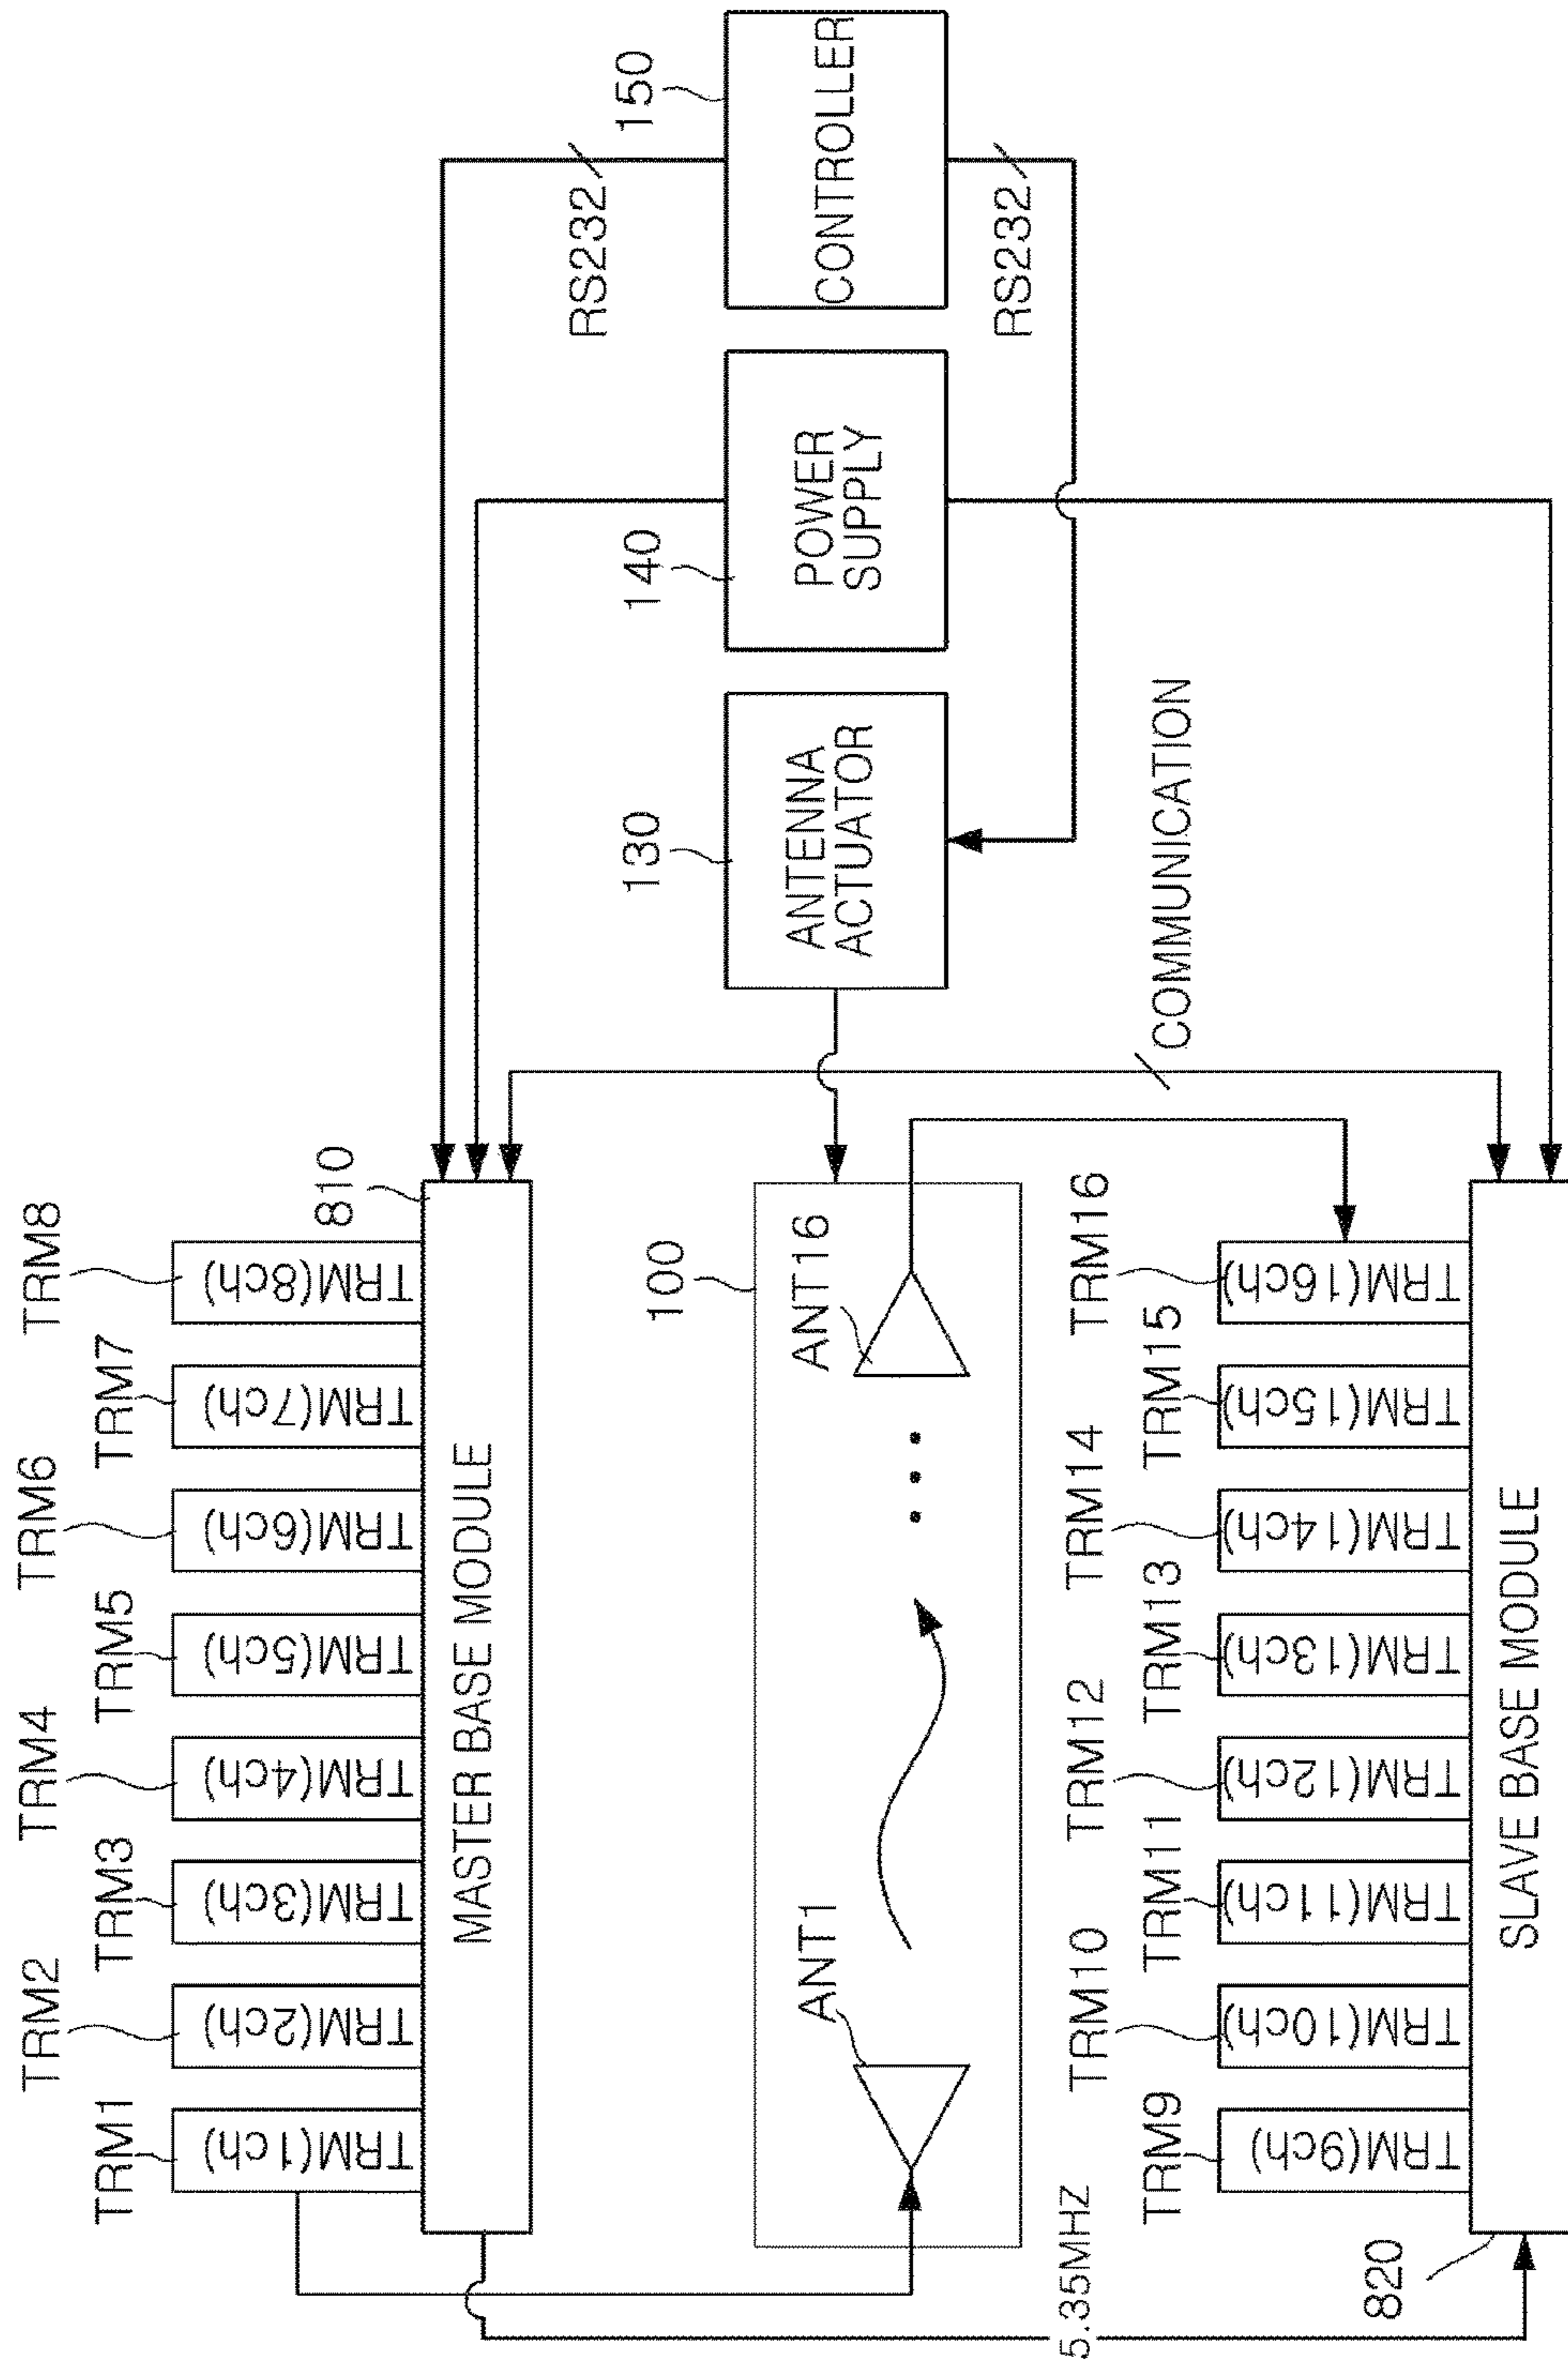 TRM1
TRM2
TRM3
TRM4
TRM5
TRM6
TRM7
TRM8
TRM(1ch)
TRM(2ch)
TRM(3ch)
TRM(4ch)
TRM(5ch)
TRM(6ch)
TRM(7ch)
TRM(8ch)
810
MASTER BASE MODULE
RS232
150
CONTROLLER
140
POWER
SUPPLY
130
ANTENNA
ACTUATOR
100
ANT1
ANT16
RS232
COMMUNICATION
5.35MHZ
TRM9
TRM10
TRM11
TRM12
TRM13
TRM14
TRM15
TRM16
TRM(9ch)
TRM(10ch)
TRM(11ch)
TRM(12ch)
TRM(13ch)
TRM(14ch)
TRM(15ch)
TRM(16ch)
820
SLAVE BASE MODULE